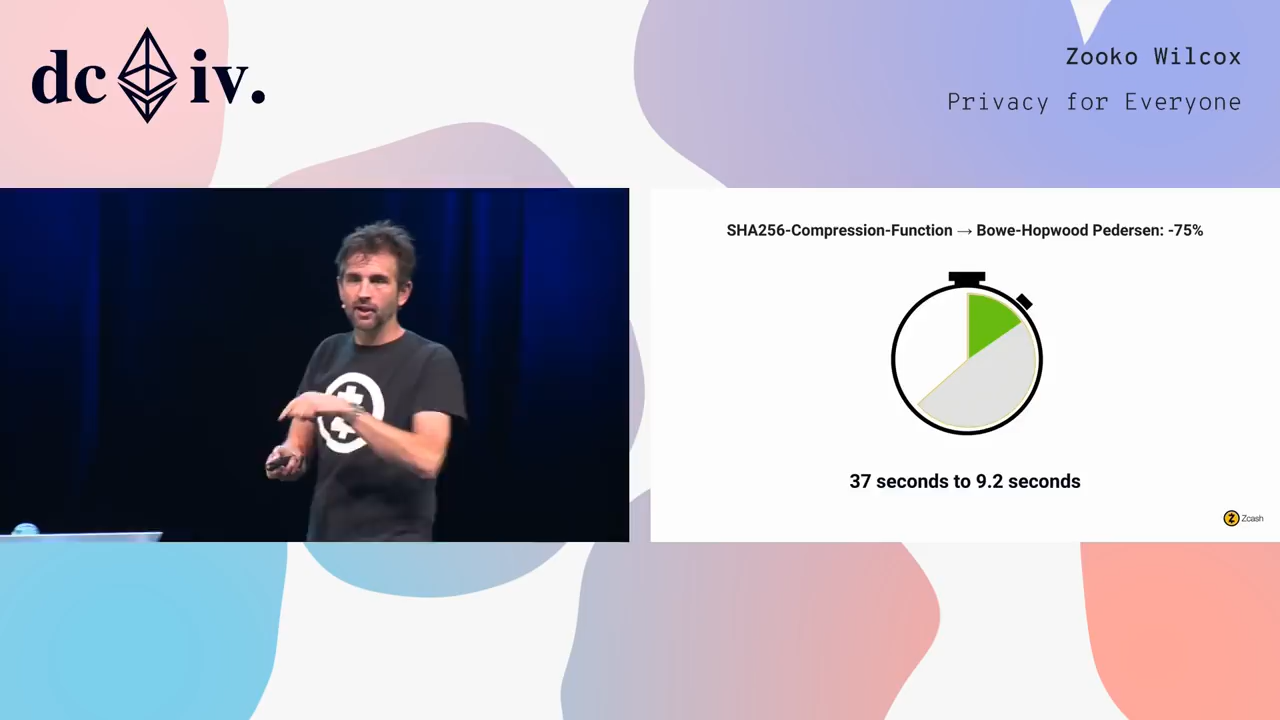 dc iv.
Zooko Wilcox
Privacy for Everyone
SHA256-Compression-Function → Bowe-Hopwood Pedersen: -75%
37 seconds to 9.2 seconds
Zcash